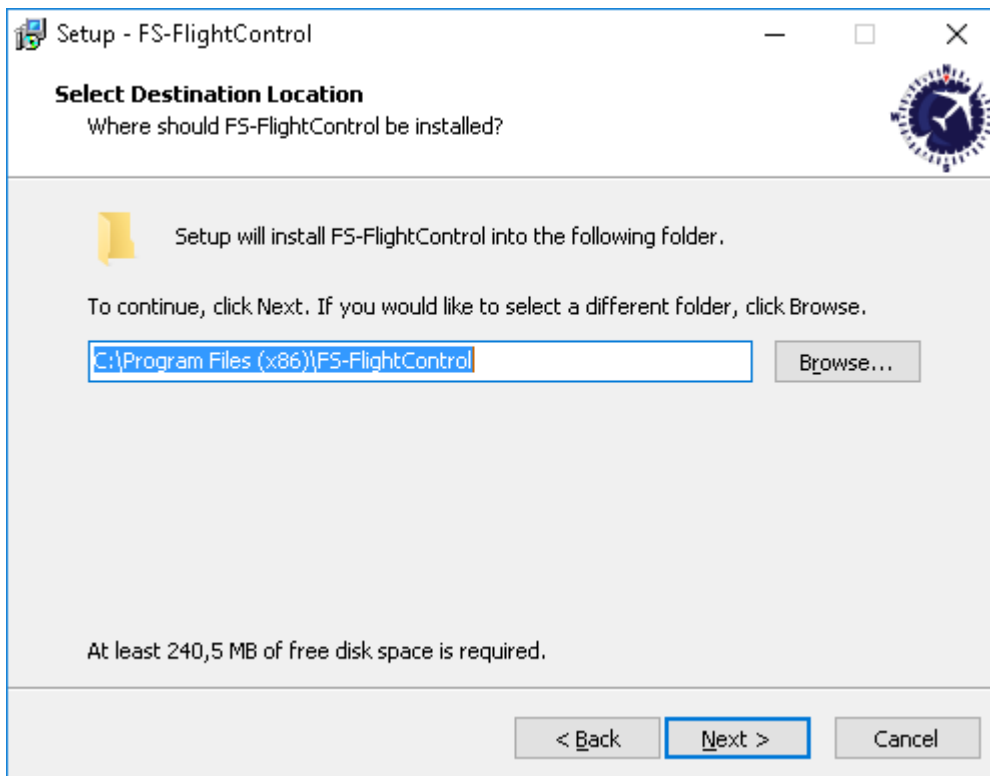 Setup - FS-FlightControl
Select Destination Location
Where should FS-FlightControl be installed?
N
W
S
Setup will install FS-FlightControl into the following folder.
To continue, click Next. If you would like to select a different folder, click Browse.
C:\Program Files (x86)\FS-FlightControl
Browse...
At least 240,5 MB of free disk space is required.
< Back
Next >
Cancel